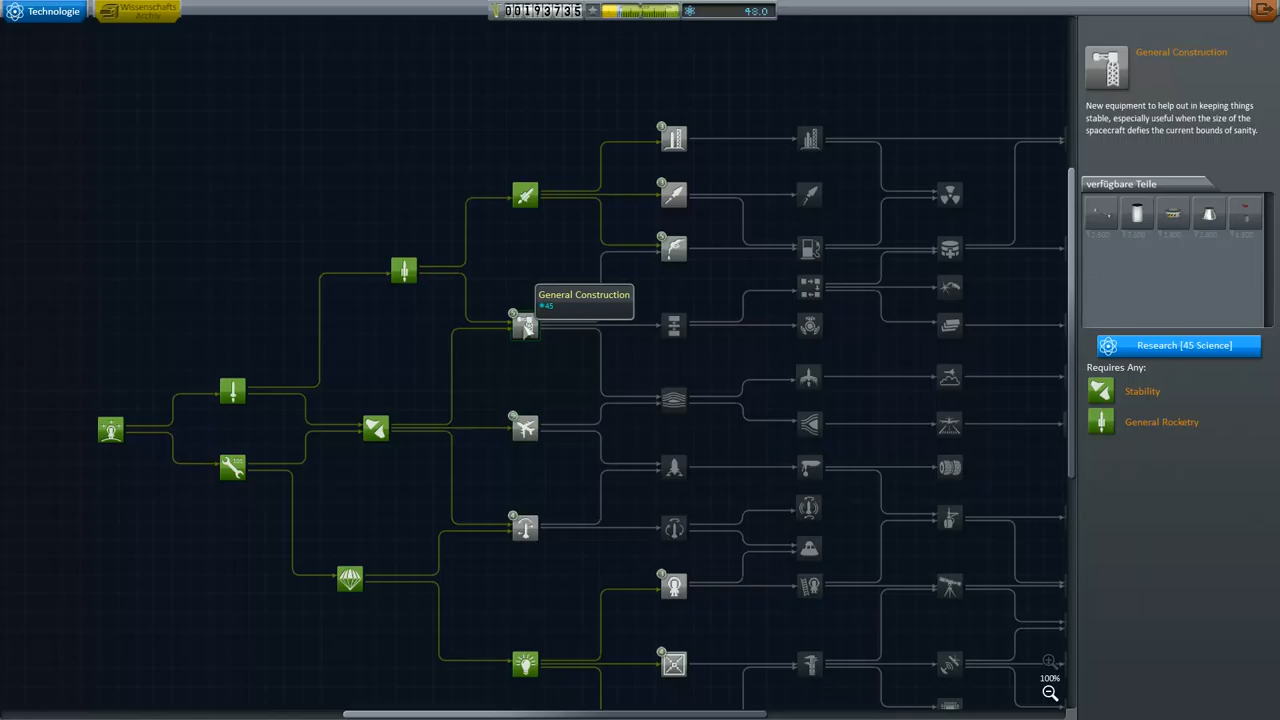 Technologie
Wissenschafts
Archiv
00193735
48.0
General Construction
New equipment to help out in keeping things
stable, especially useful when the size of the
spacecraft defies the current bounds of sanity.
verfügbare Teile
General Construction
45
Research [45 Science]
Requires Any:
Stability
General Rocketry
100%